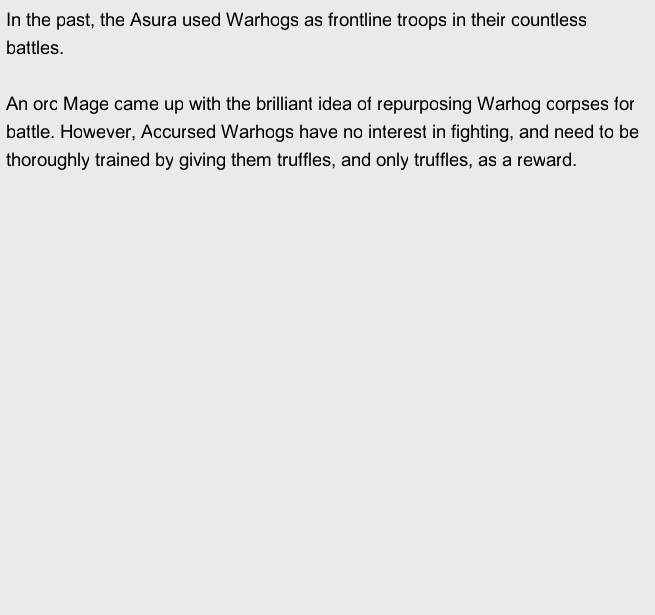 In the past, the Asura used Warhogs as frontline troops in their countless
battles.
An orc Mage came up with the brilliant idea of repurposing Warhog corpses for
battle. However, Accursed Warhogs have no interest in fighting, and need to be
thoroughly trained by giving them truffles, and only truffles, as a reward.